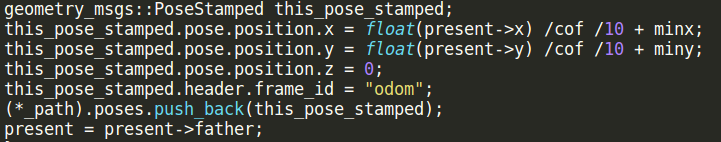 geometry_msgs::PoseStamped this_pose_stamped;
this_pose_stamped.pose.position.x = float(present->x) /cof /10 + minx;
this_pose_stamped.pose.position.y = float(present->y) /cof /10 + miny;
this_pose_stamped.pose.position.z = 0;
this_pose_stamped.header.frame_id = "odom";
(*_path).poses.push_back(this_pose_stamped);
present = present->father;